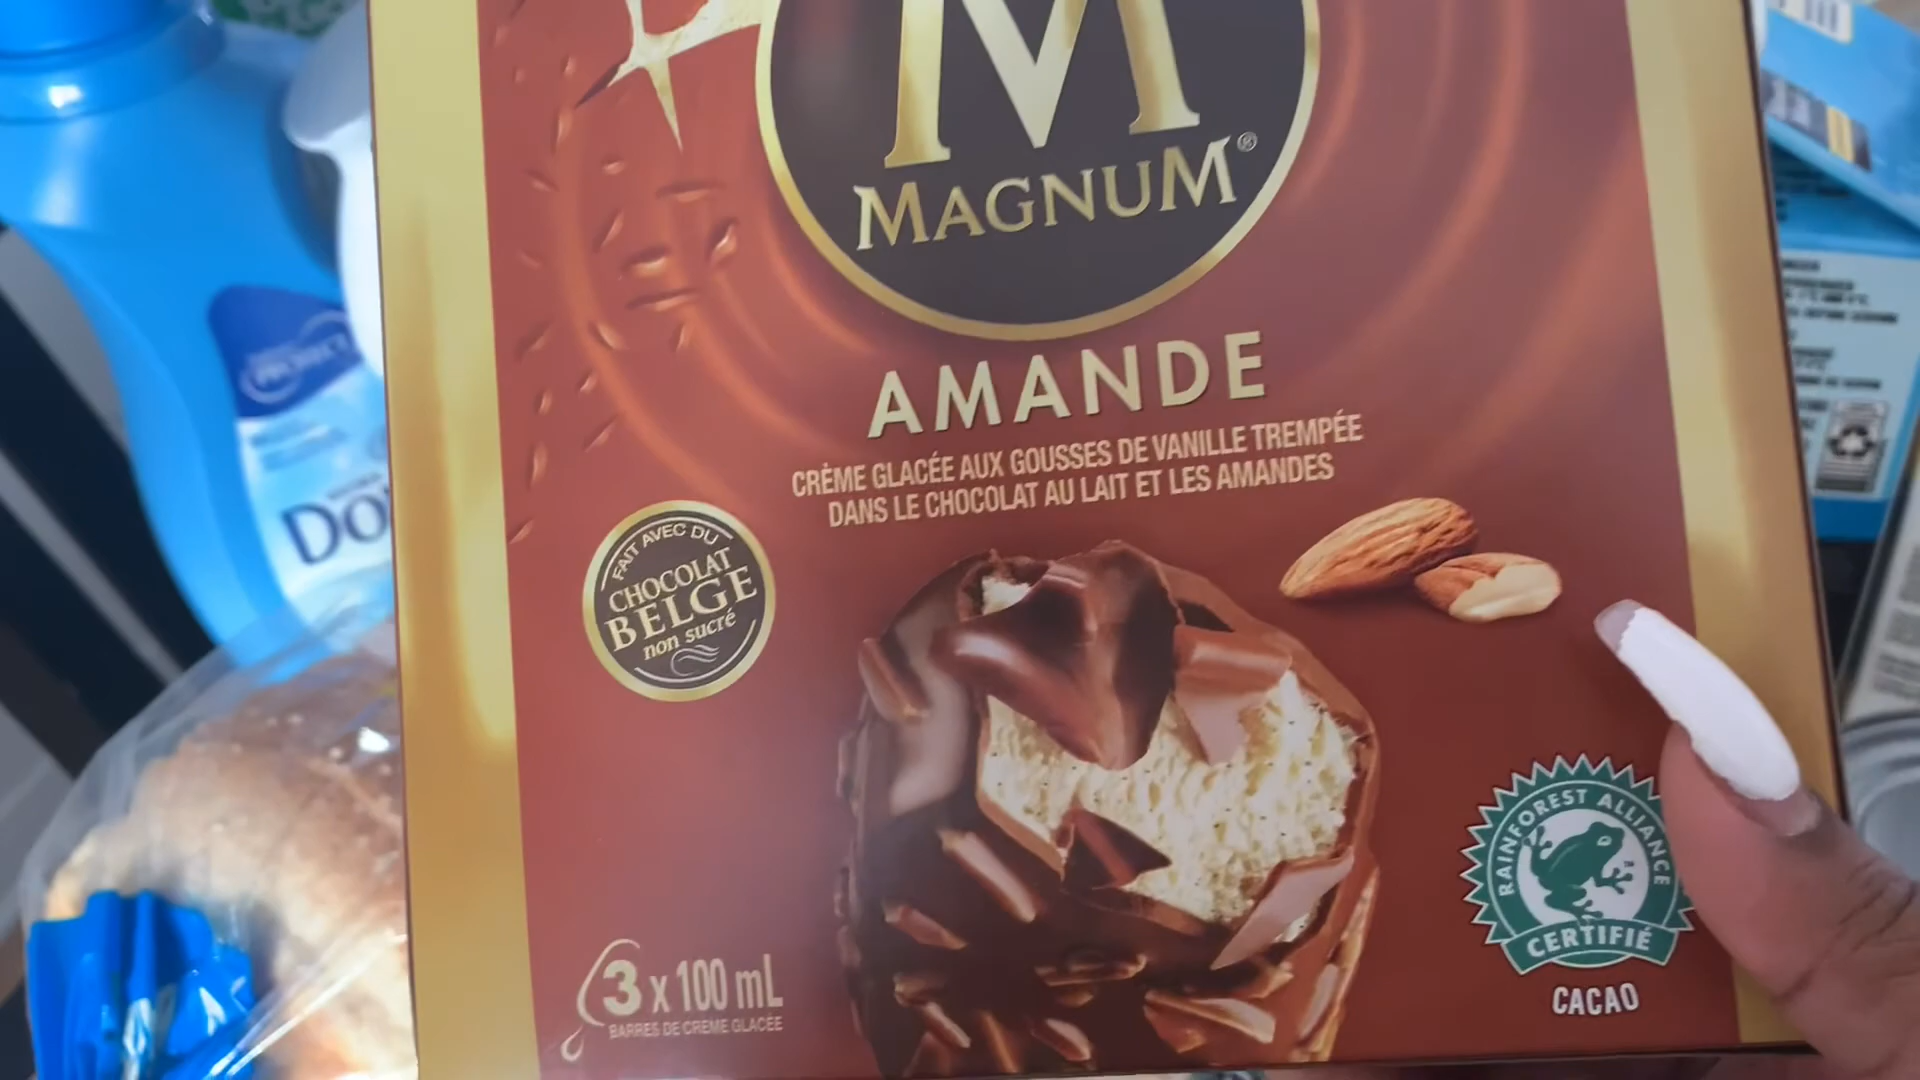 M
MAGNUM®
AMANDE
CRÈME GLACÉE AUX GOUSSES DE VANILLE TREMPÉE
DANS LE CHOCOLAT AU LAIT ET LES AMANDES
FAIT AVEC DU
CHOCOLAT
BELGE
non sucré
RAINFOREST ALLIANCE
CERTIFIÉ
CACAO
3 x 100 mL
BARRES DE CRÈME GLACÉE
PROTECT